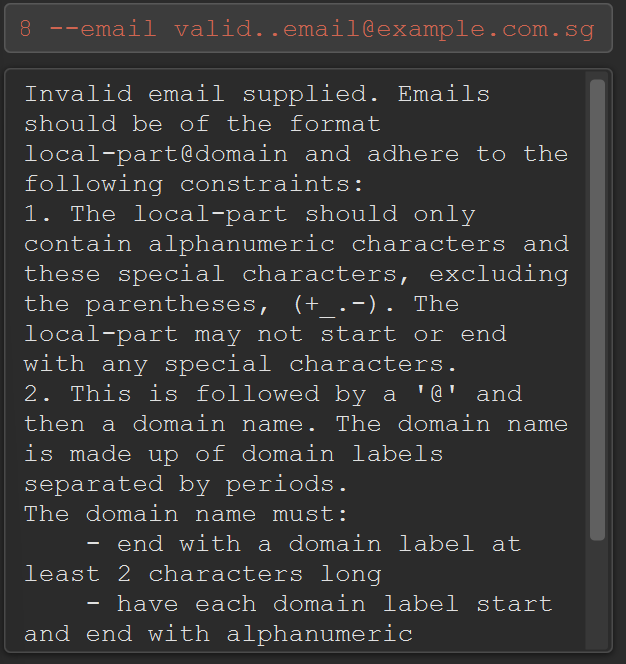 8 --email valid..email@example.com.sg
Invalid email supplied. Emails
should be of the format
local-part@domain and adhere to the
following constraints:
1. The local-part should only
contain alphanumeric characters and
these special characters, excluding
the parentheses, (+_.-). The
local-part may not start or end
with any special characters.
2. This is followed by a '@' and
then a domain name. The domain name
is made up of domain labels
separated by periods.
The domain name must:
    - end with a domain label at
least 2 characters long
    - have each domain label start
and end with alphanumeric